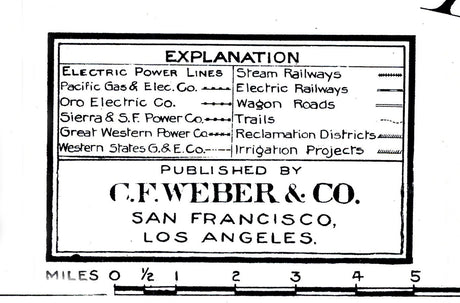 EXPLANATION
ELECTRIC POWER LINES
Pacific Gas & Elec. Co.
Oro Electric Co.
Sierra & S.F. Power Co.
Great Western Power Co
Western States G. & E. Co.
Steam Railways
Electric Railways
Wagon Roads
Trails
Reclamation Districts
Irrigation Projects
PUBLISHED BY
C.F. WEBER & CO.
SAN FRANCISCO,
LOS ANGELES.
MILES 0 ½ 1 2 3 4 5